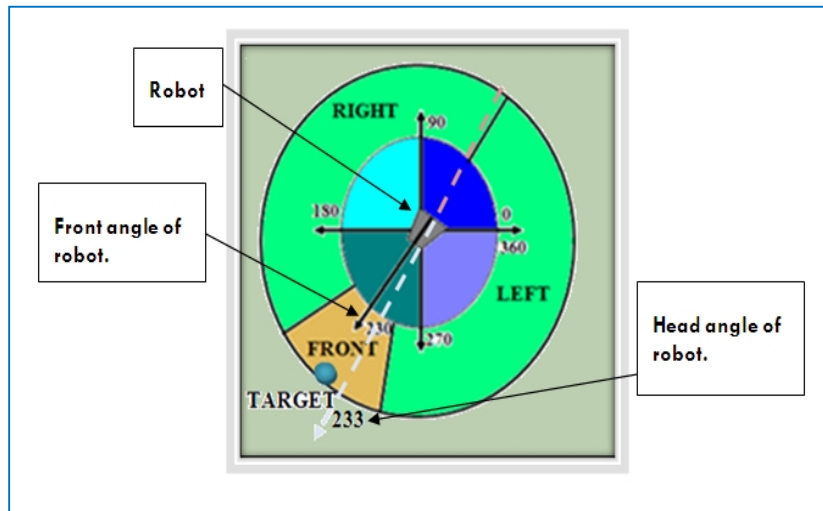 Robot
RIGHT
90
Front angle of
robot.
180
0
360
LEFT
230
270
FRONT
Head angle of
robot.
TARGET
233